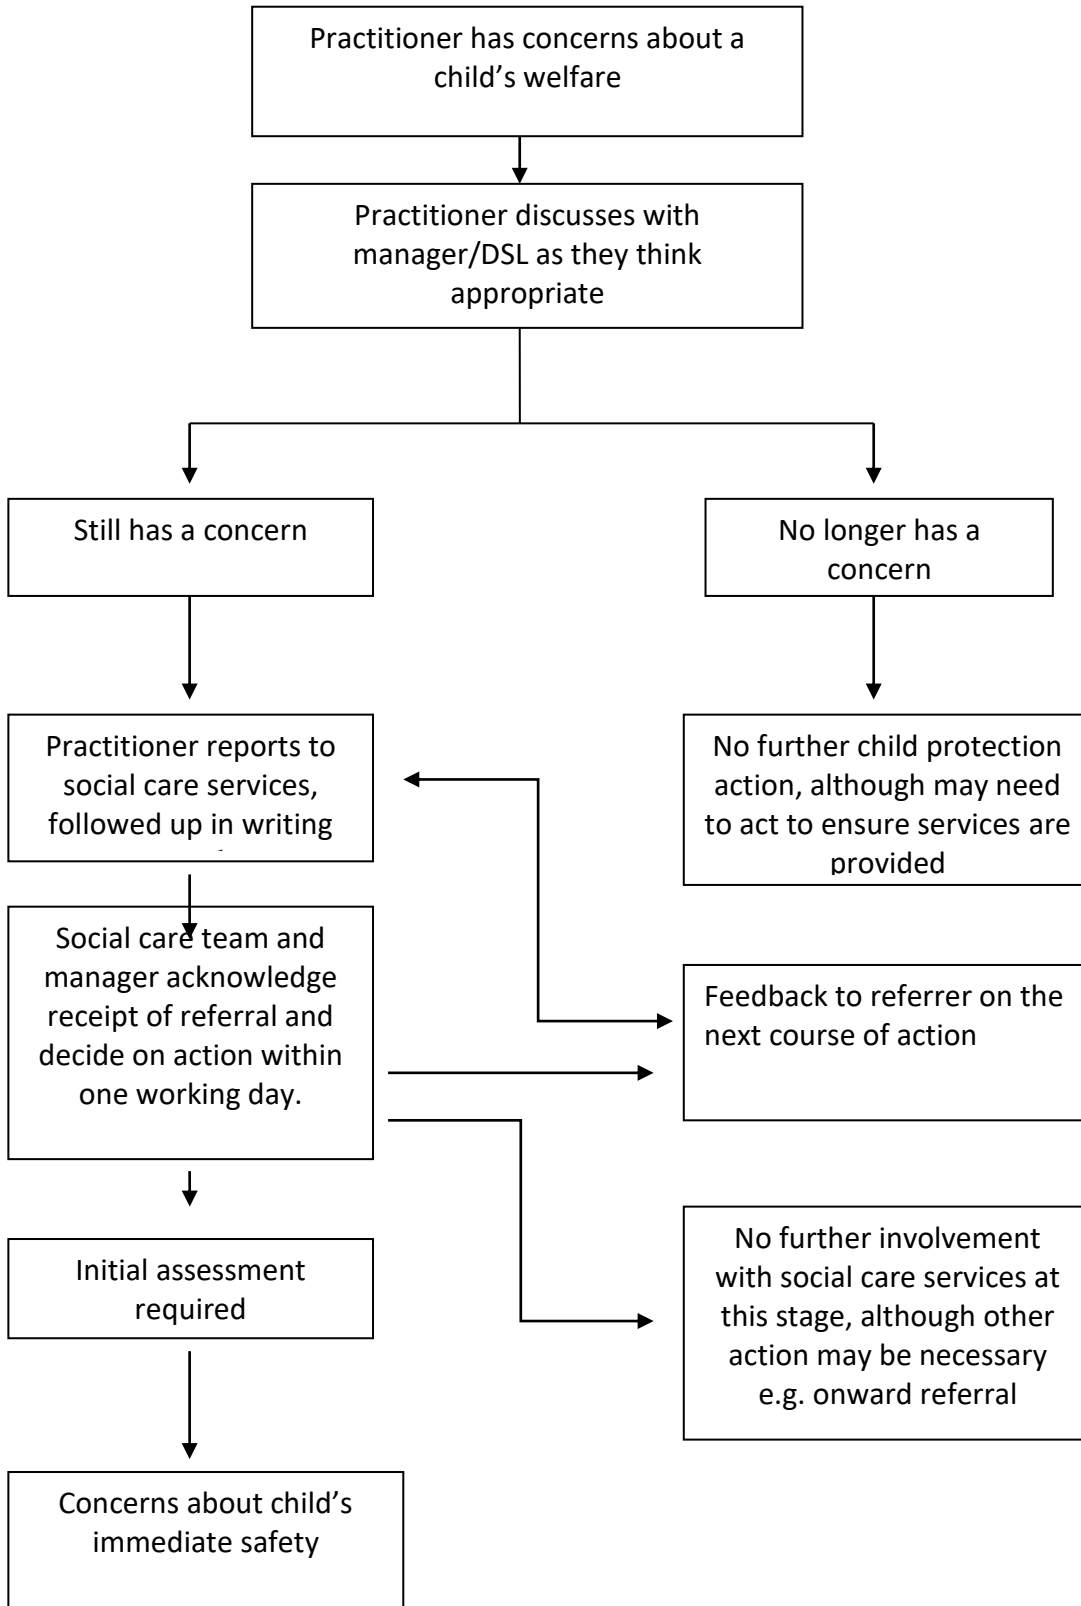 Practitioner has concerns about a
child’s welfare
Practitioner discusses with
manager/DSL as they think
appropriate
Still has a concern
No longer has a
concern
Practitioner reports to
social care services,
followed up in writing
No further child protection
action, although may need
to act to ensure services are
provided
Social care team and
manager acknowledge
receipt of referral and
decide on action within
one working day.
Feedback to referrer on the
next course of action
Initial assessment
required
No further involvement
with social care services at
this stage, although other
action may be necessary
e.g. onward referral
Concerns about child’s
immediate safety